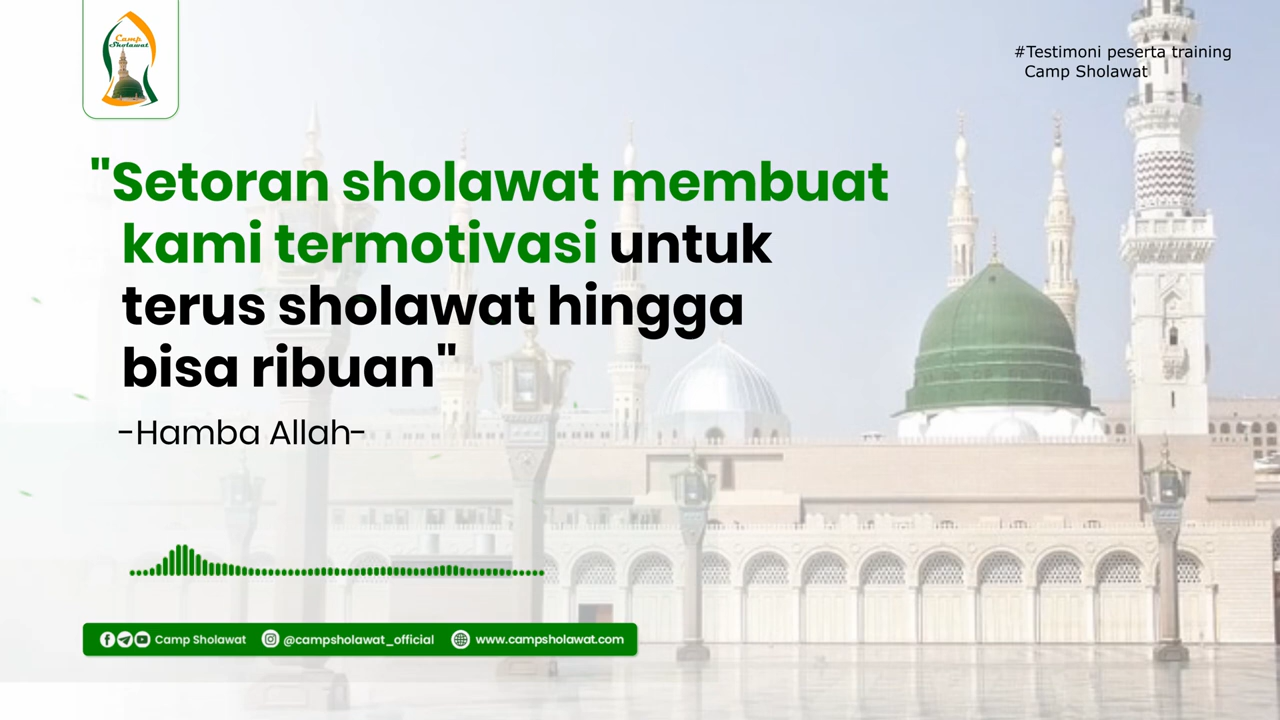 Camp
Sholawat
#Testimoni peserta training
Camp Sholawat
"Setoran sholawat membuat
kami termotivasi untuk
terus sholawat hingga
bisa ribuan"
-Hamba Allah-
Camp Sholawat @campsholawat_official www.campsholawat.com